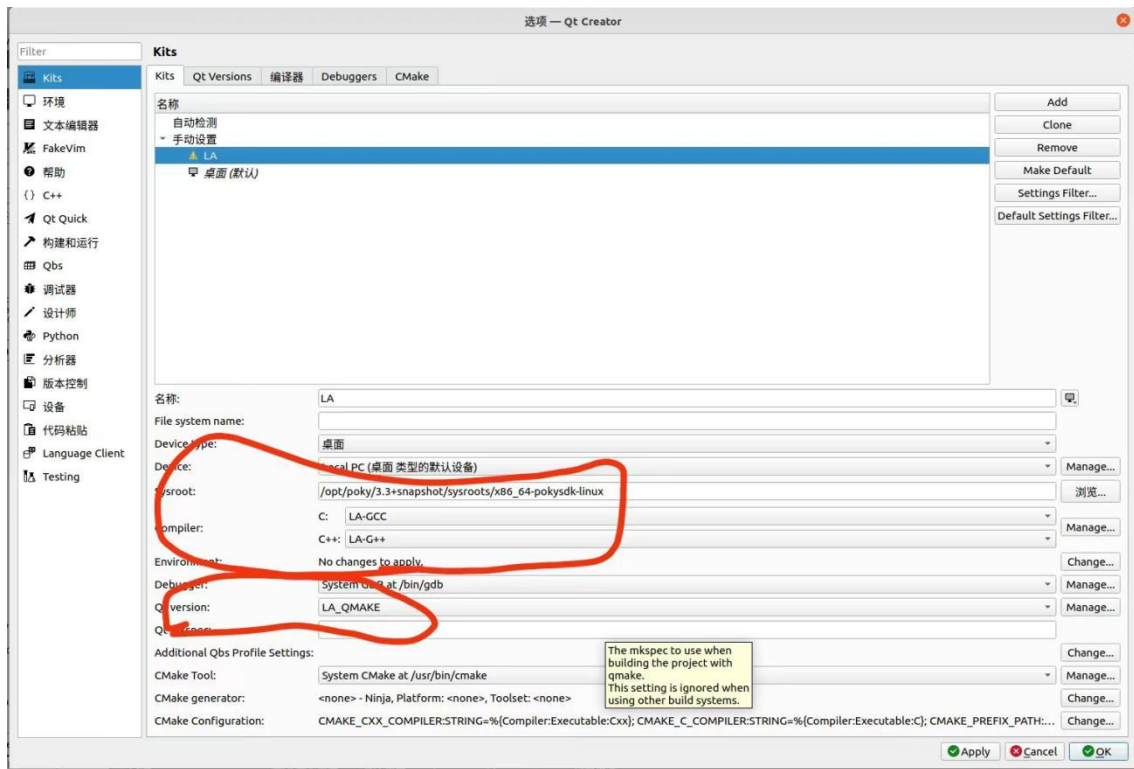 选项 — Qt Creator
Filter
Kits
环境
文本编辑器
FakeVim
帮助
{} C++
Qt Quick
构建和运行
Qbs
调试器
设计师
Python
分析器
版本控制
设备
代码粘贴
Language Client
Testing
Kits
Kits Qt Versions 编译器 Debuggers CMake
名称
自动检测
手动设置
LA
桌面 (默认)
Add
Clone
Remove
Make Default
Settings Filter...
Default Settings Filter...
名称: LA
File system name:
Device type: 桌面
Device: Local PC (桌面 类型的默认设备) Manage...
Sysroot: /opt/poky/3.3+snapshot/sysroots/x86_64-pokysdk-linux 浏览...
Compiler: C: LA-GCC Manage...
C++: LA-G++
Environment: No changes to apply. Change...
Debugger: System GDB at /bin/gdb Manage...
Qt version: LA_QMAKE Manage...
Qt
Additional Qbs Profile Settings: Change...
CMake Tool: System CMake at /usr/bin/cmake Manage...
CMake generator: <none> - Ninja, Platform: <none>, Toolset: <none> Change...
CMake Configuration: CMAKE_CXX_COMPILER:STRING=%{Compiler:Executable:Cxx}; CMAKE_C_COMPILER:STRING=%{Compiler:Executable:C}; CMAKE_PREFIX_PATH:... Change...
The mkspec to use when
building the project with
qmake.
This setting is ignored when
using other build systems.
Apply Cancel OK